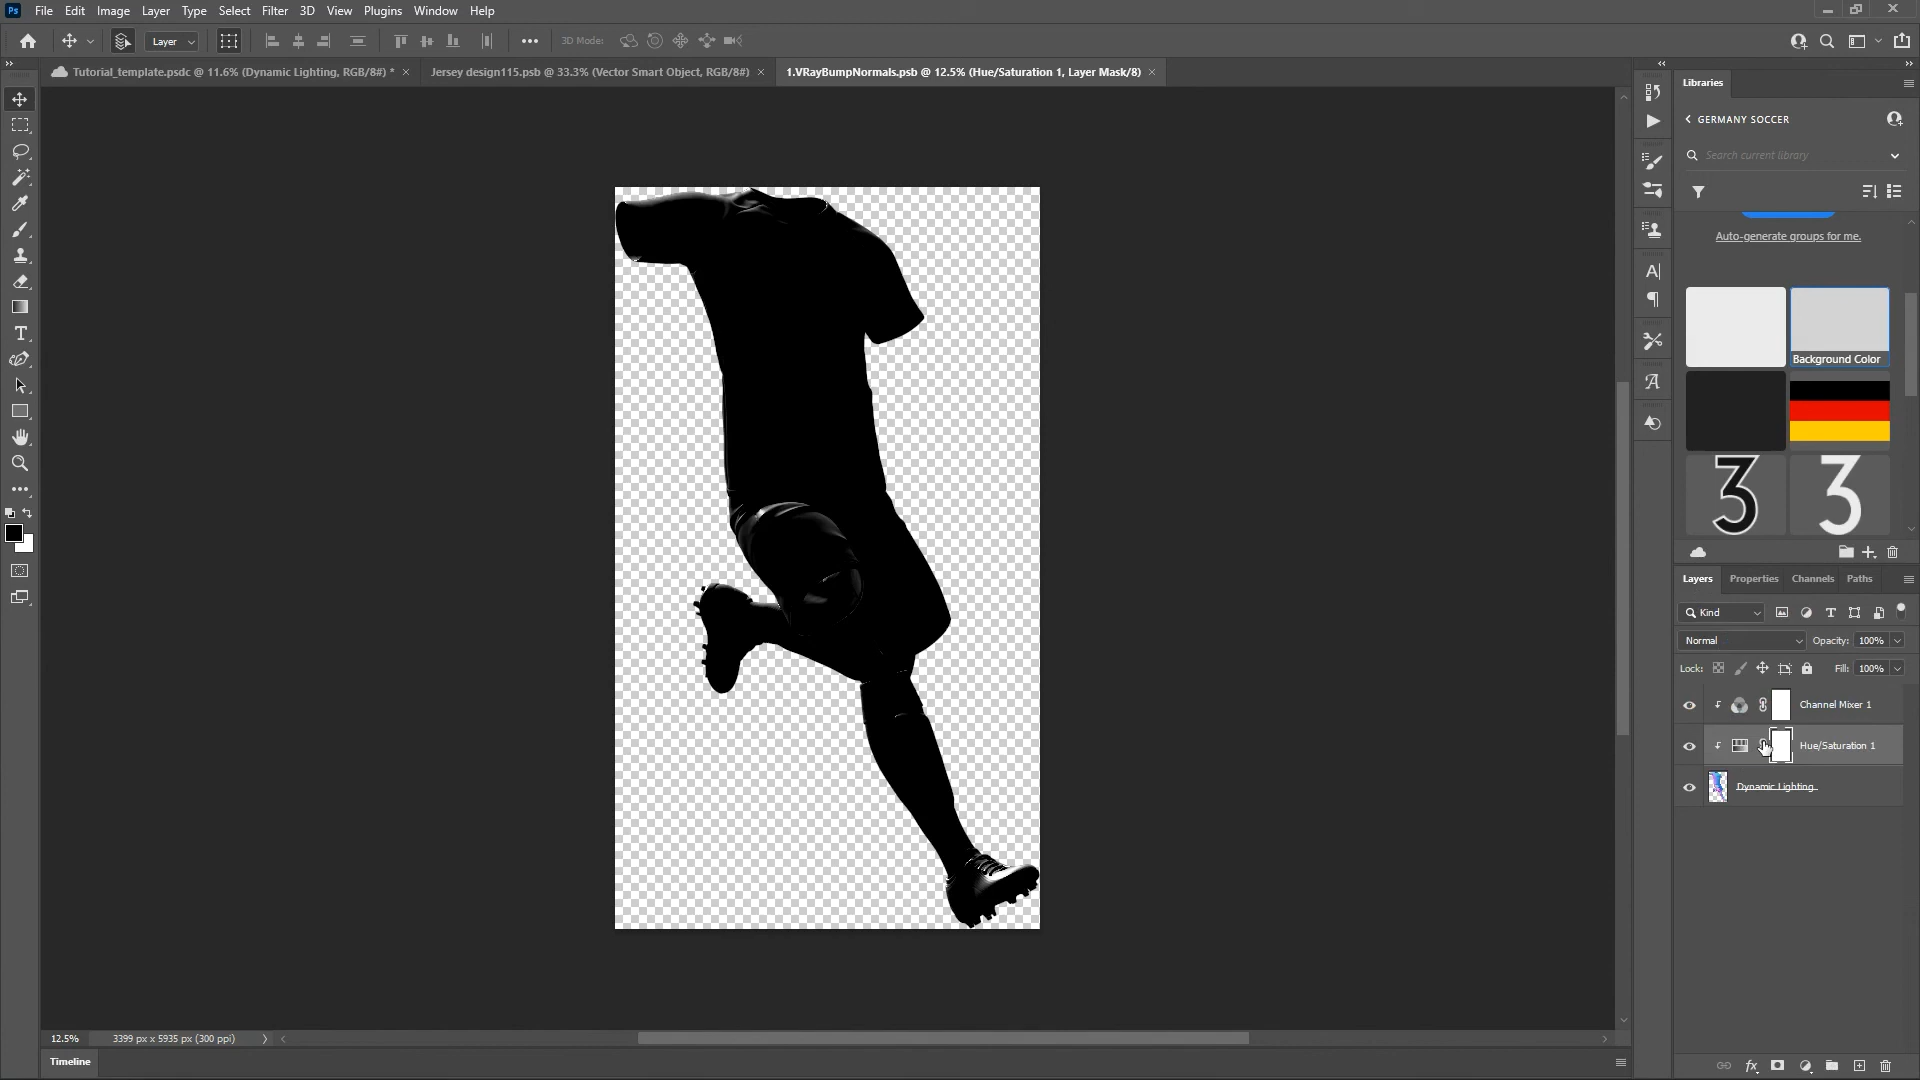 Ps File Edit Image Layer Type Select Filter 3D View Plugins Window Help
Layer 3D Mode:
Tutorial_template.psdc @ 11.6% (Dynamic Lighting, RGB/8#) * × Jersey design115.psb @ 33.3% (Vector Smart Object, RGB/8#) × 1.VRayBumpNormals.psb @ 12.5% (Hue/Saturation 1, Layer Mask/8) ×
Libraries
GERMANY SOCCER
Search current library
Auto-generate groups for me.
Background Color
3 3
Layers Properties Channels Paths
Kind
Normal Opacity: 100%
Lock: Fill: 100%
Channel Mixer 1
Hue/Saturation 1
Dynamic Lighting
12.5% 3399 px x 5935 px (300 ppi)
Timeline